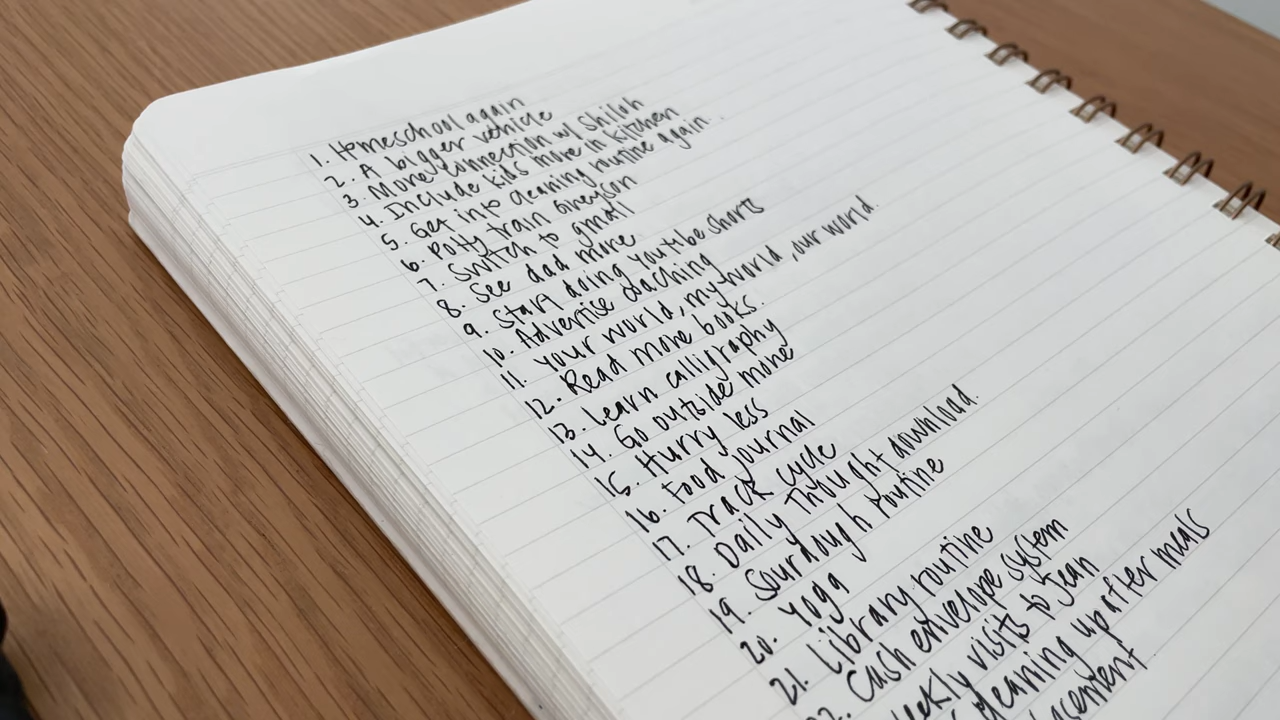 1. Homeschool again
2. A bigger vehicle
3. More connection w/ Shiloh
4. Include kids more in kitchen
5. Get into cleaning routine again.
6. Potty train Greyson
7. Switch to gmail
8. See dad more
9. Start doing youtube shorts
10. Advertise coaching
11. Your world, my world, our world.
12. Read more books.
13. Learn calligraphy
14. Go outside more
15. Hurry less
16. Food journal
17. Track cycle
18. Daily thought download.
19. Sourdough routine
20. Yoga
21. Library routine
22. Cash envelope system
visits to Jean
cleaning up after meals